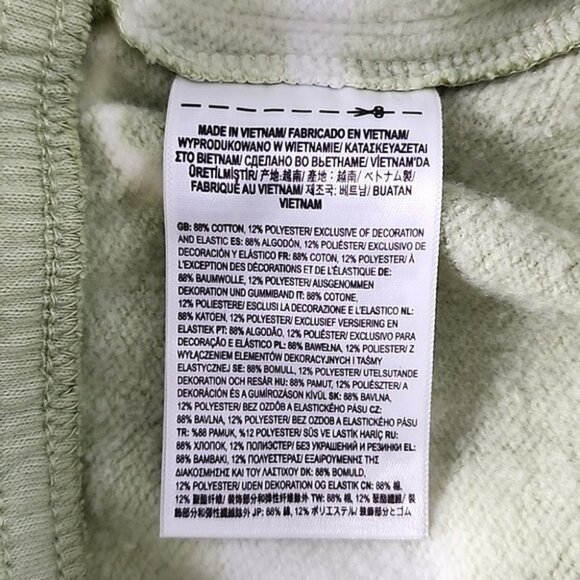 MADE IN VIETNAM/ FABRICADO EN VIETNAM/
WYPRODUKOWANO W WIETNAMIE/ ΚΑΤΑΣΚΕΥΑΖΕΤΑΙ
ΣΤΟ ΒΙΕΤΝΑΜ/ СДЕЛАНО ВО ВЬЕТНАМЕ/ VİETNAM'DA
ÜRETİLMİŞTİR/ 产地: 越南/ 產地: 越南/ ベトナム製/
FABRIQUÉ AU VIETNAM/ 제조국: 베트남/ BUATAN
VIETNAM
GB: 88% COTTON, 12% POLYESTER/ EXCLUSIVE OF DECORATION
AND ELASTIC ES: 88% ALGODÓN, 12% POLIÉSTER/ EXCLUSIVO DE
DECORACIÓN Y ELÁSTICO FR: 88% COTON, 12% POLYESTER/ À
L'EXCEPTION DES DÉCORATIONS ET DE L'ÉLASTIQUE DE:
88% BAUMWOLLE, 12% POLYESTER/ AUSGENOMMEN
DEKORATION UND GUMMIBAND IT: 88% COTONE,
12% POLIESTERE/ ESCLUSI LA DECORAZIONE E L'ELASTICO NL:
88% KATOEN, 12% POLYESTER/ EXCLUSIEF VERSIERING EN
ELASTIEK PT: 88% ALGODÃO, 12% POLIÉSTER/ EXCLUSIVO PARA
DECORAÇÃO E ELÁSTICO PL: 88% BAWEŁNA, 12% POLIESTER/ Z
WYŁĄCZENIEM ELEMENTÓW DEKORACYJNYCH I TAŚMY
ELASTYCZNEJ SE: 88% BOMULL, 12% POLYESTER/ UTELSUTANDE
DEKORATION OCH RESÅR HU: 88% PAMUT, 12% POLIÉSZTER/ A
DEKORÁCIÓN ÉS A GUMÍROZÁSON KÍVÜL SK: 88% BAVLNA,
12% POLYESTER/ BEZ OZDÔB A ELASTICKÉHO PÁSU CZ:
88% BAVLNA, 12% POLYESTER/ BEZ OZDOB A ELASTICKÉHO PÁSU
TR: %88 PAMUK, %12 POLYESTER/ SÜS VE LASTİK HARİÇ RU:
88% ХЛОПОК, 12% ПОЛИЭСТЕР/ БЕЗ УКРАШЕНИЙ И РЕЗИНКИ EL:
88% ΒΑΜΒΑΚΙ, 12% ΠΟΛΥΕΣΤΕΡΑΣ/ ΕΞΑΙΡΟΥΜΕΝΗΣ ΤΗΣ
ΔΙΑΚΟΣΜΗΣΗΣ ΚΑΙ ΤΟΥ ΛΑΣΤΙΧΟΥ DK: 88% BOMULD,
12% POLYESTER/ UDEN DEKORATION OG ELASTIK CN: 88% 棉,
12% 聚酯纤维/ 装饰部分和弹性纤维除外 TW: 88% 棉, 12% 聚酯纖維/ 裝
飾部分和彈性纖維除外 JP: 88% 綿, 12% ポリエステル/ 装飾部分とゴム